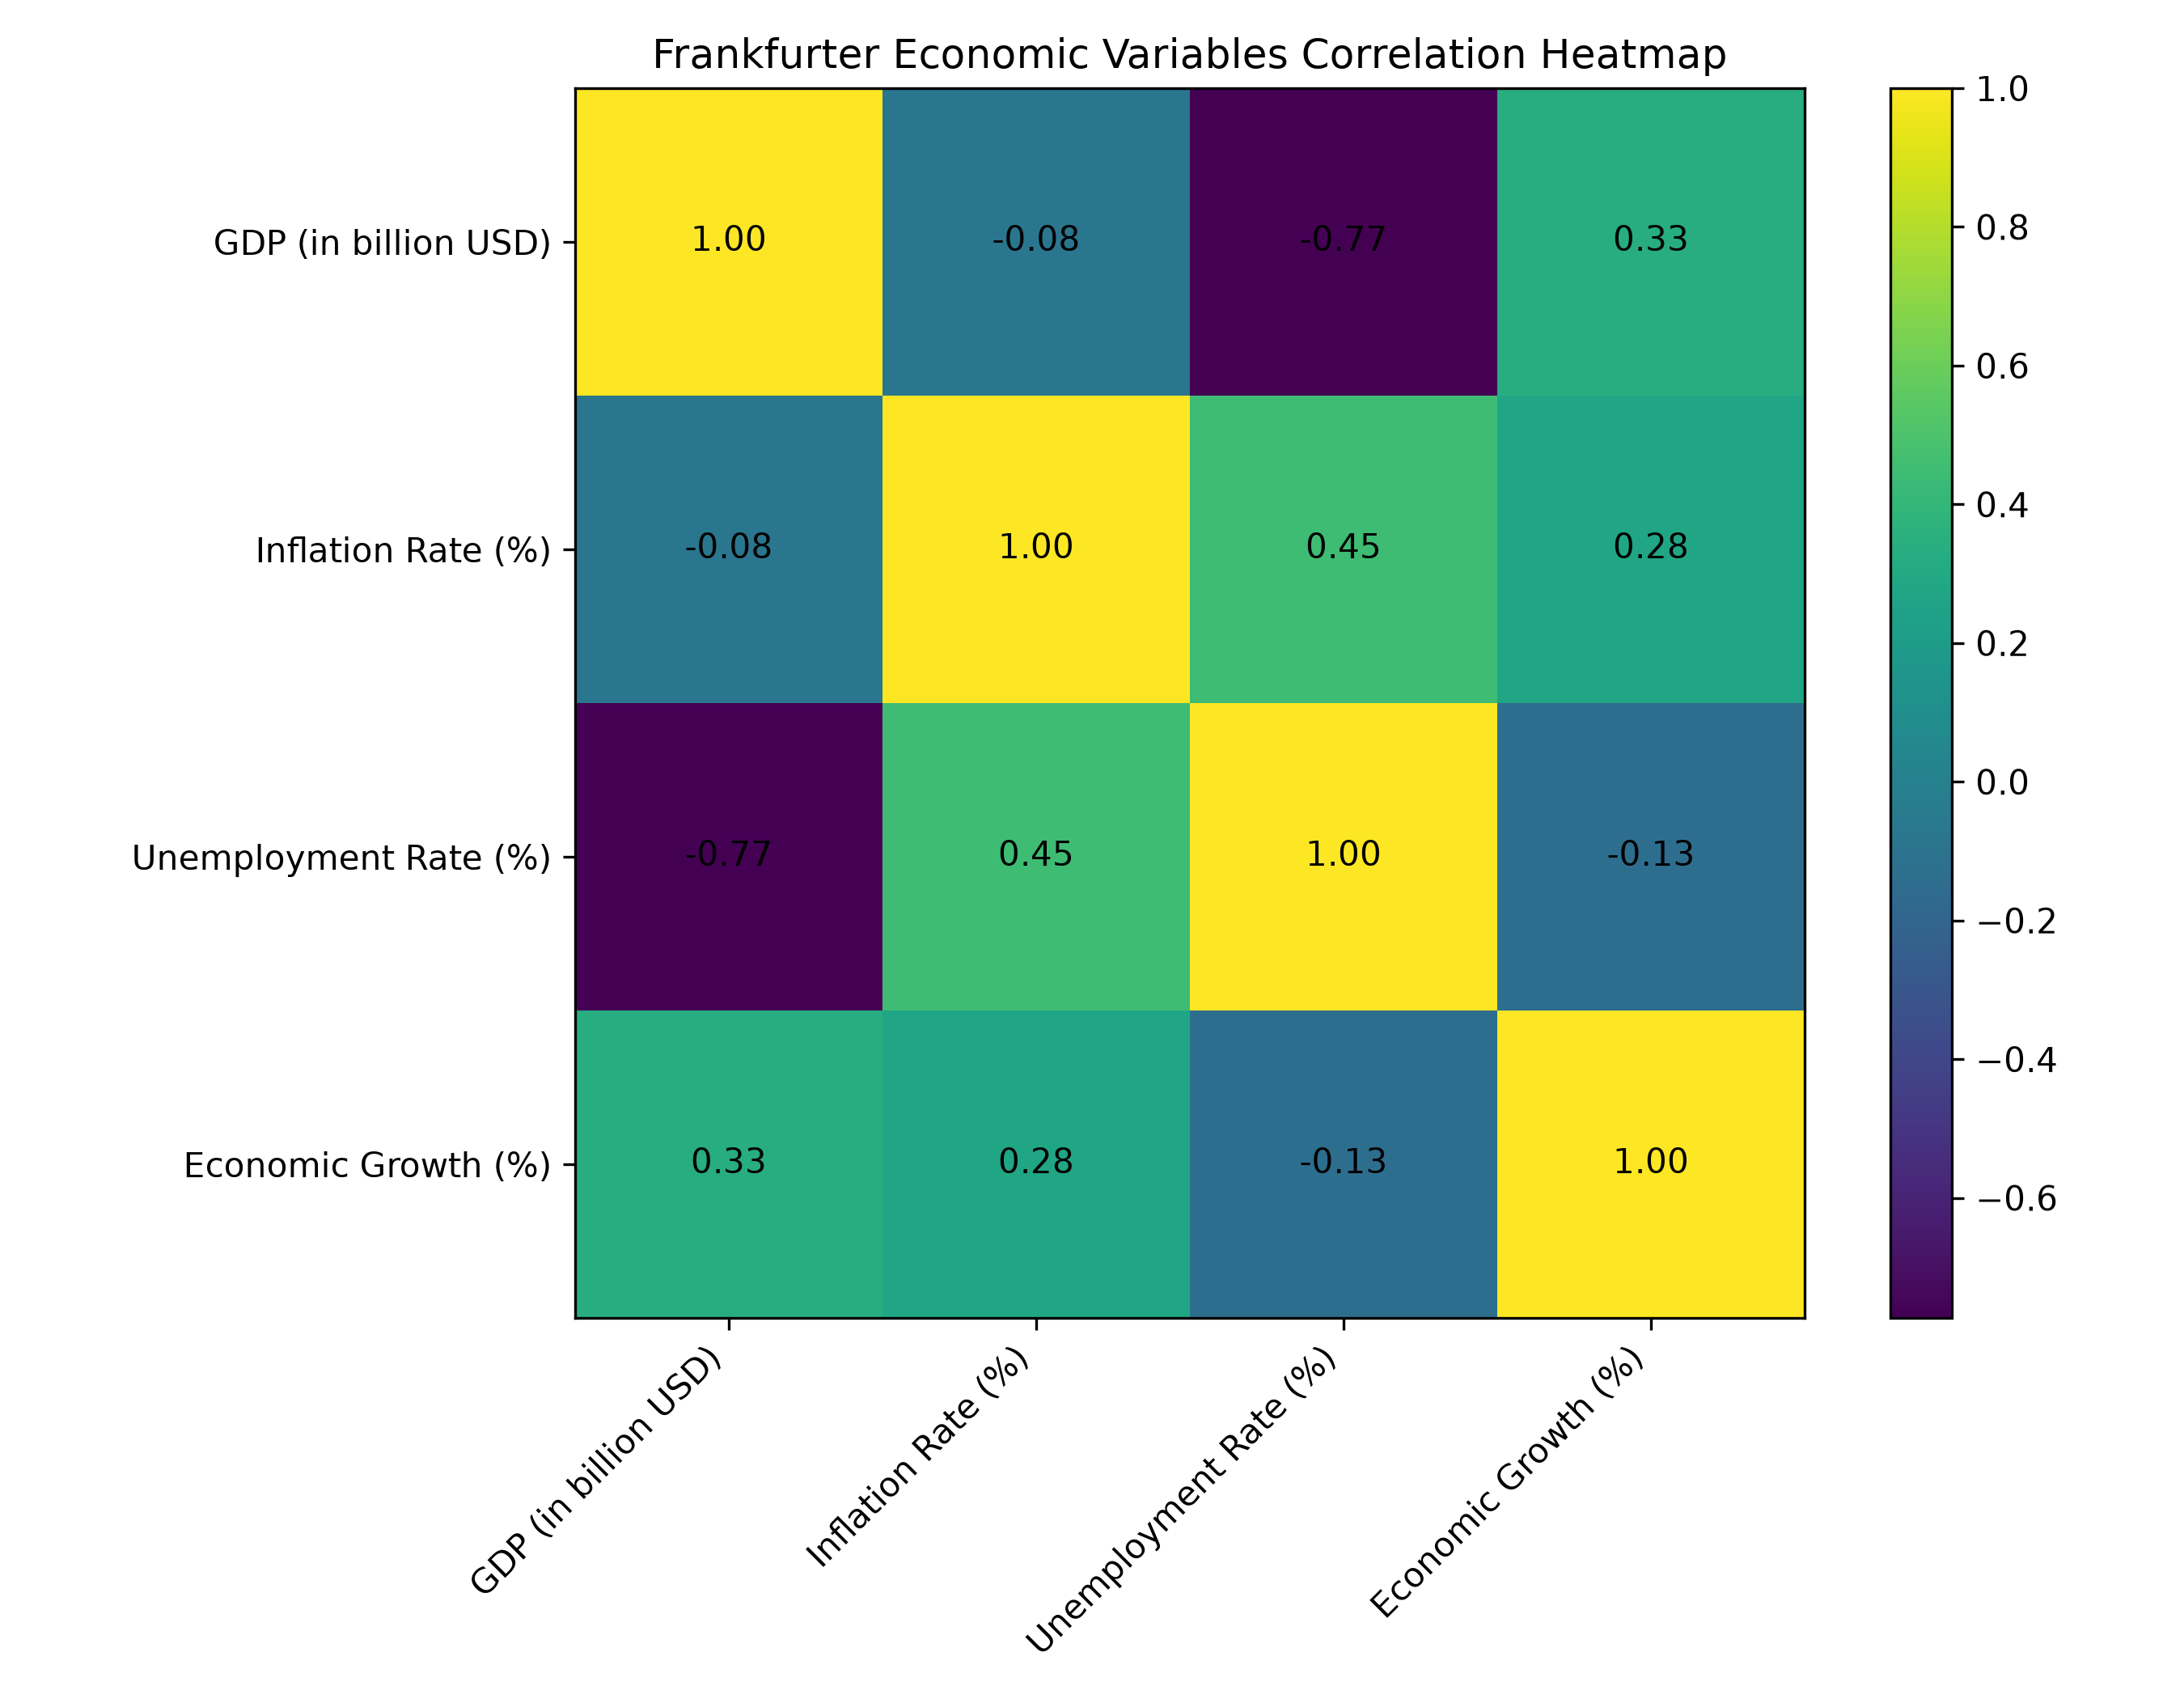 Frankfurter Economic Variables Correlation Heatmap
GDP (in billion USD)
1.00
-0.08
-0.77
0.33
Inflation Rate (%)
-0.08
1.00
0.45
0.28
Unemployment Rate (%)
-0.77
0.45
1.00
-0.13
Economic Growth (%)
0.33
0.28
-0.13
1.00
GDP (in billion USD)
Inflation Rate (%)
Unemployment Rate (%)
Economic Growth (%)
1.0
0.8
0.6
0.4
0.2
0.0
−0.2
−0.4
−0.6